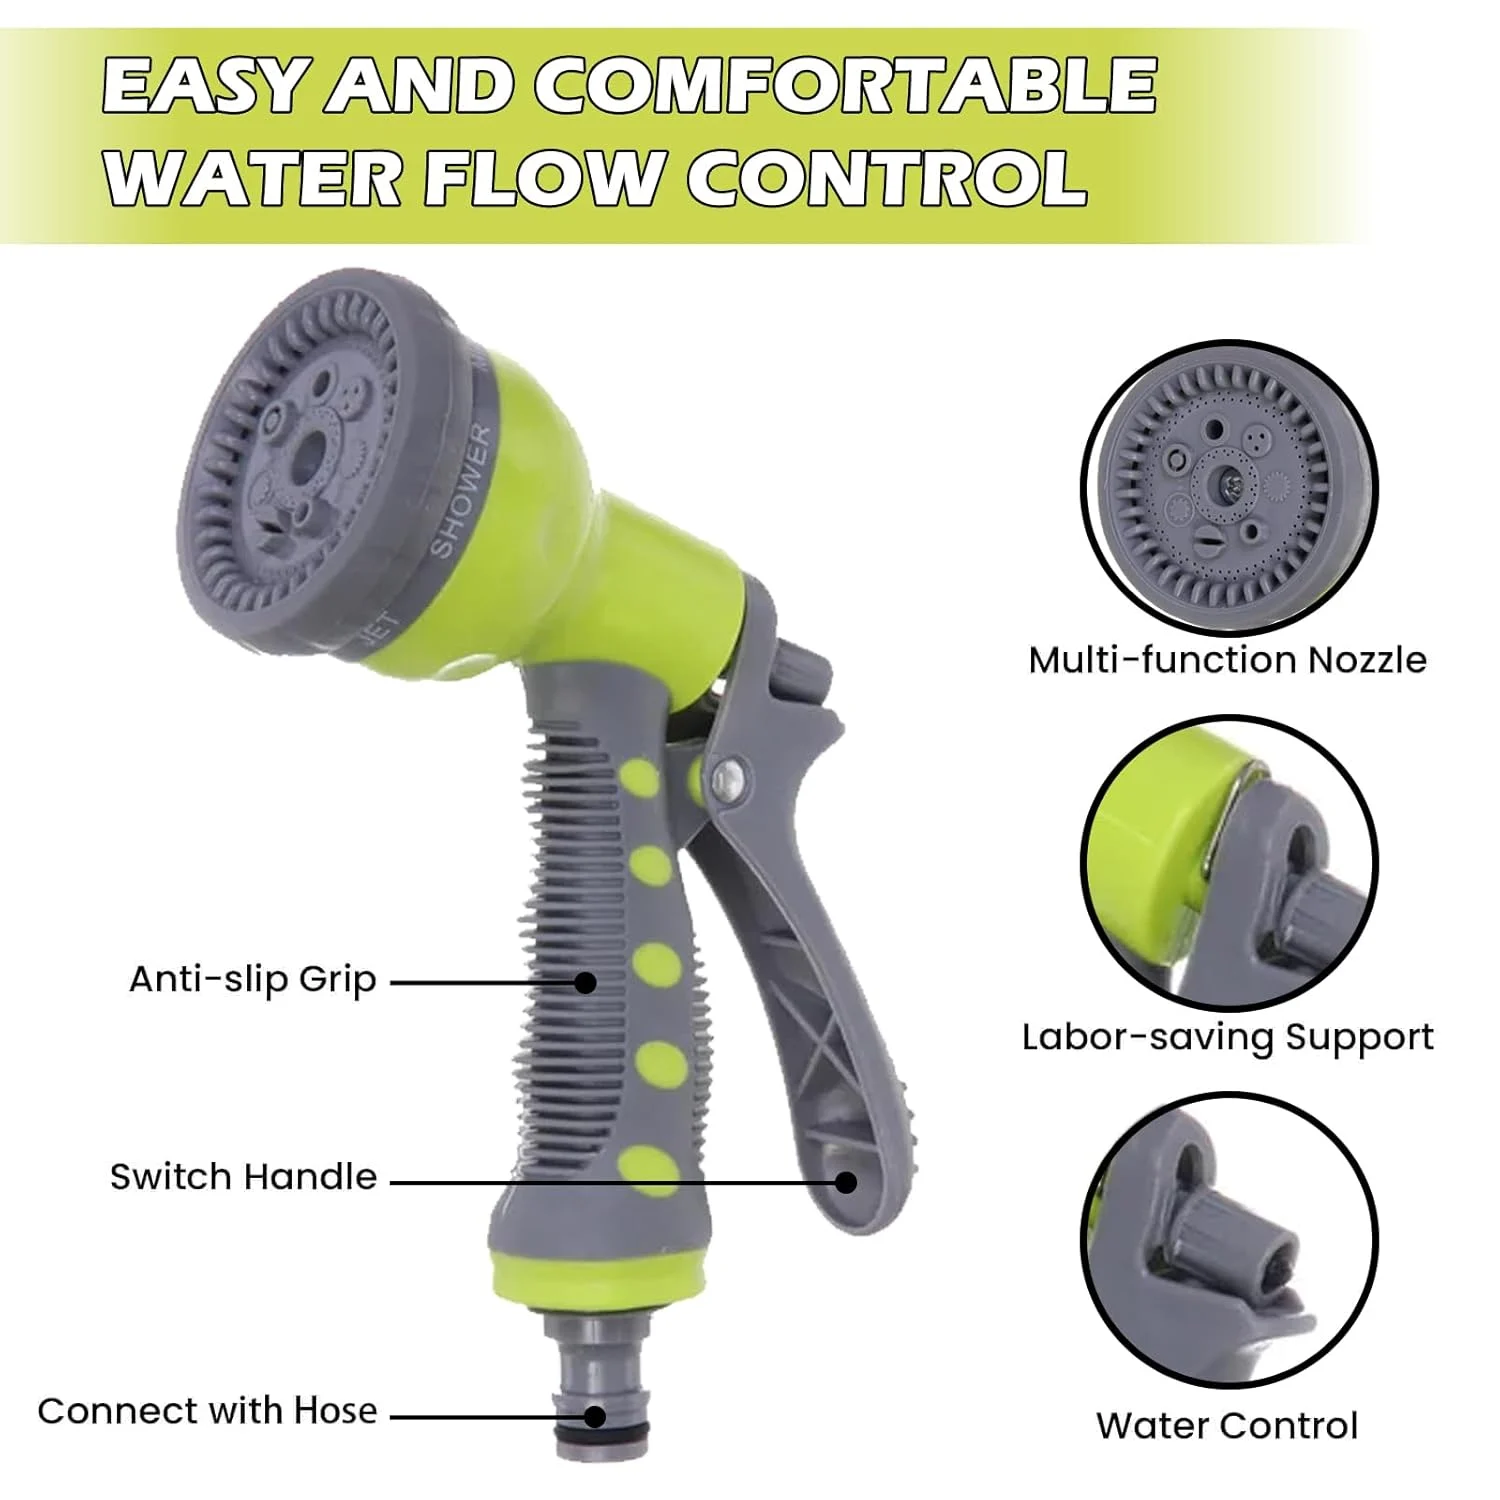 EASY AND COMFORTABLE
WATER FLOW CONTROL
SHOWER
JET
Multi-function Nozzle
Labor-saving Support
Anti-slip Grip
Switch Handle
Connect with Hose
Water Control